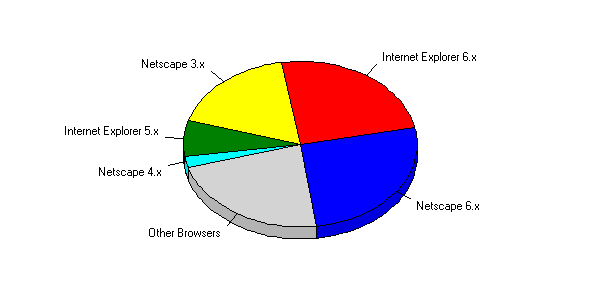 Internet Explorer 6.x
Netscape 3.x
Internet Explorer 5.x
Netscape 4.x
Netscape 6.x
Other Browsers